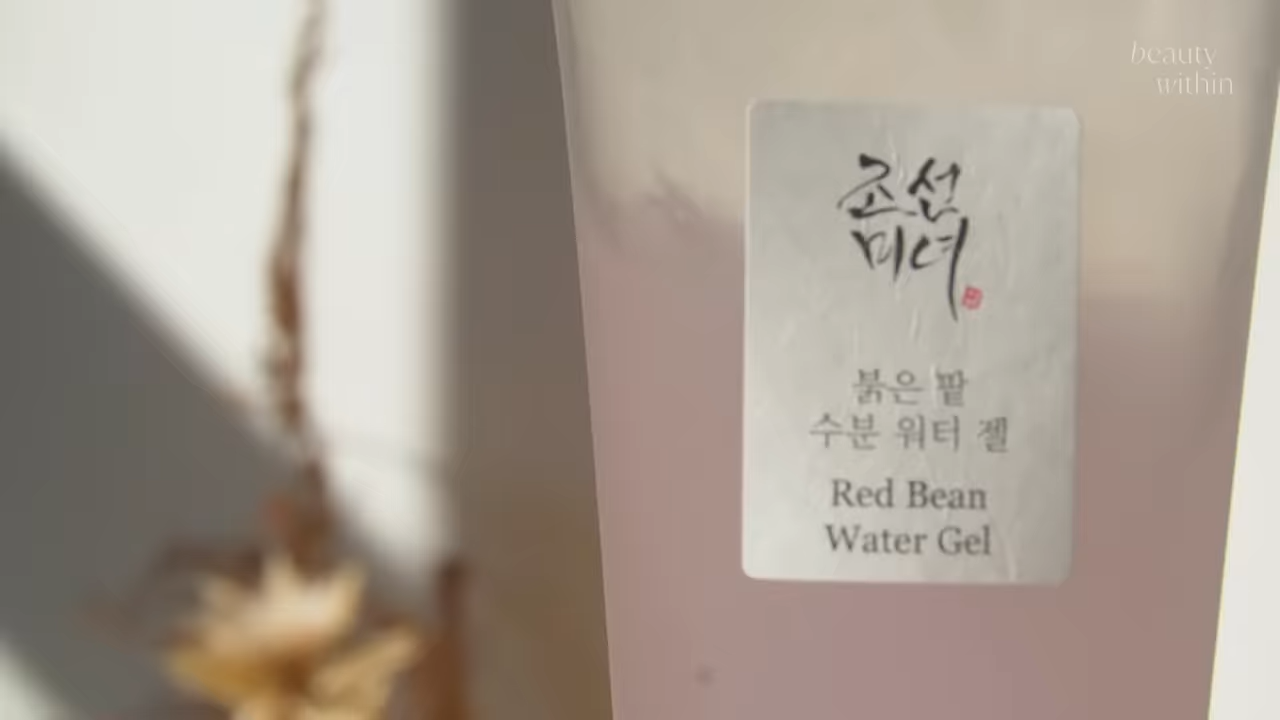 beauty
within
조선
미녀
붉은 팥
수분 워터 젤
Red Bean
Water Gel